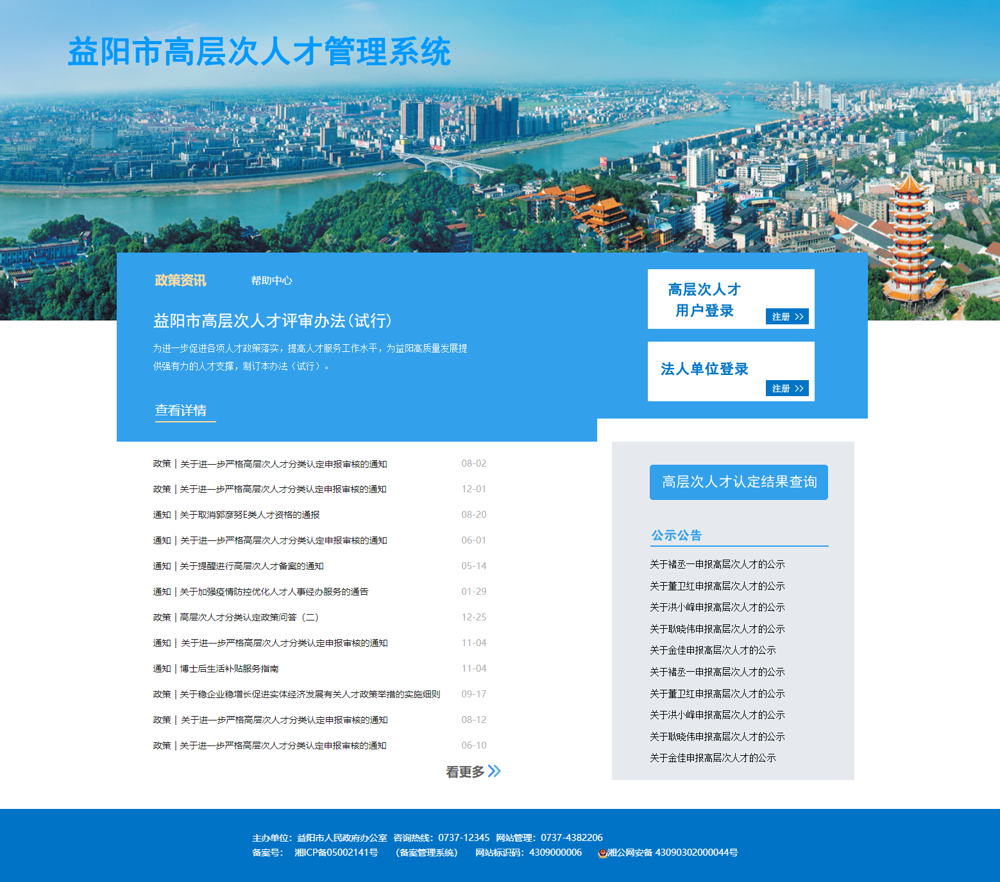 益阳市高层次人才管理系统
政策资讯 帮助中心
益阳市高层次人才评审办法(试行)
为进一步促进各项人才政策落实，提高人才服务工作水平，为益阳高质量发展提
供强有力的人才支撑，制订本办法（试行）。
查看详情
高层次人才
用户登录
注册 >>
法人单位登录
注册 >>
政策 | 关于进一步严格高层次人才分类认定申报审核的通知 08-02
政策 | 关于进一步严格高层次人才分类认定申报审核的通知 12-01
通知 | 关于取消郭彦努E类人才资格的通报 08-20
通知 | 关于进一步严格高层次人才分类认定申报审核的通知 06-01
通知 | 关于提醒进行高层次人才备案的通知 05-14
通知 | 关于加强疫情防控优化人才人事经办服务的通告 01-29
政策 | 高层次人才分类认定政策问答（二） 12-25
通知 | 关于进一步严格高层次人才分类认定申报审核的通知 11-04
通知 | 博士后生活补贴服务指南 11-04
政策 | 关于稳企业稳增长促进实体经济发展有关人才政策举措的实施细则 09-17
政策 | 关于进一步严格高层次人才分类认定申报审核的通知 08-12
政策 | 关于进一步严格高层次人才分类认定申报审核的通知 06-10
看更多
高层次人才认定结果查询
公示公告
关于褚丞一申报高层次人才的公示
关于董卫红申报高层次人才的公示
关于洪小峰申报高层次人才的公示
关于耿晓伟申报高层次人才的公示
关于金佳申报高层次人才的公示
关于褚丞一申报高层次人才的公示
关于董卫红申报高层次人才的公示
关于洪小峰申报高层次人才的公示
关于耿晓伟申报高层次人才的公示
关于金佳申报高层次人才的公示
主办单位：益阳市人民政府办公室 咨询热线：0737-12345 网站管理：0737-4382206
备案号： 湘ICP备05002141号 （备案管理系统） 网站标识码：4309000006 湘公网安备 43090302000044号